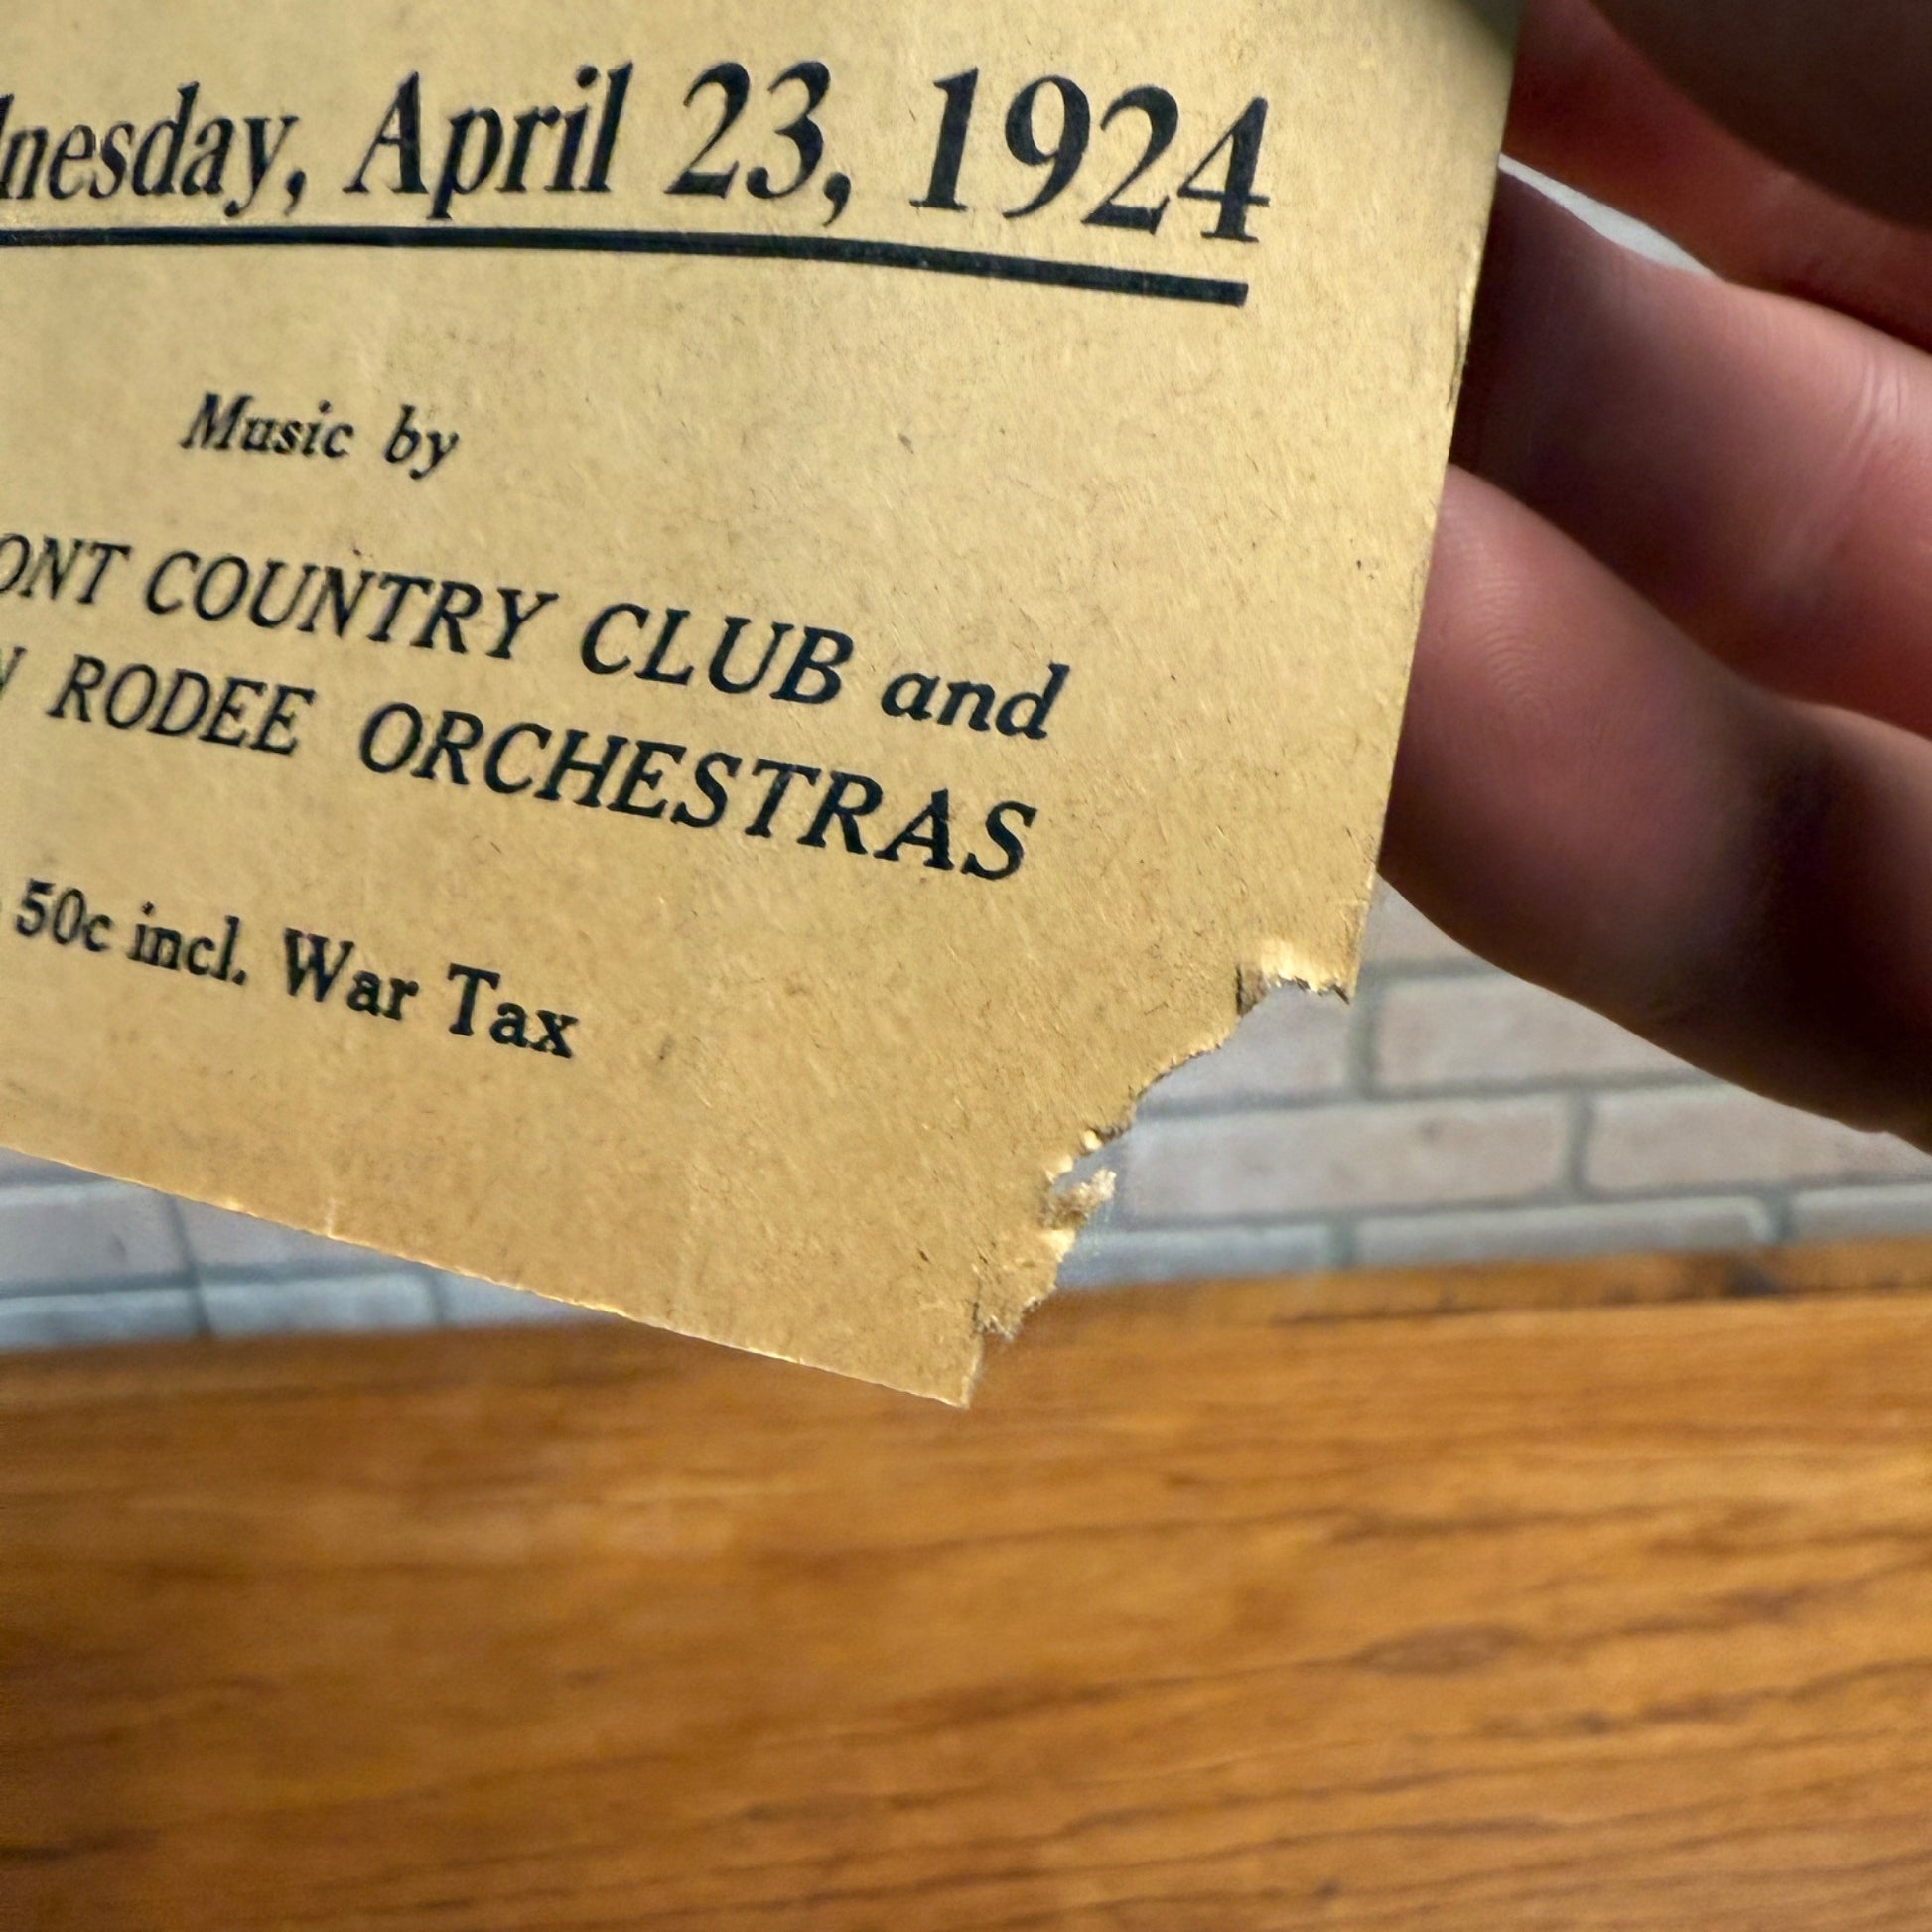 nesday, April 23, 1924
Music by
ONT COUNTRY CLUB and
N RODEE ORCHESTRAS
50c incl. War Tax